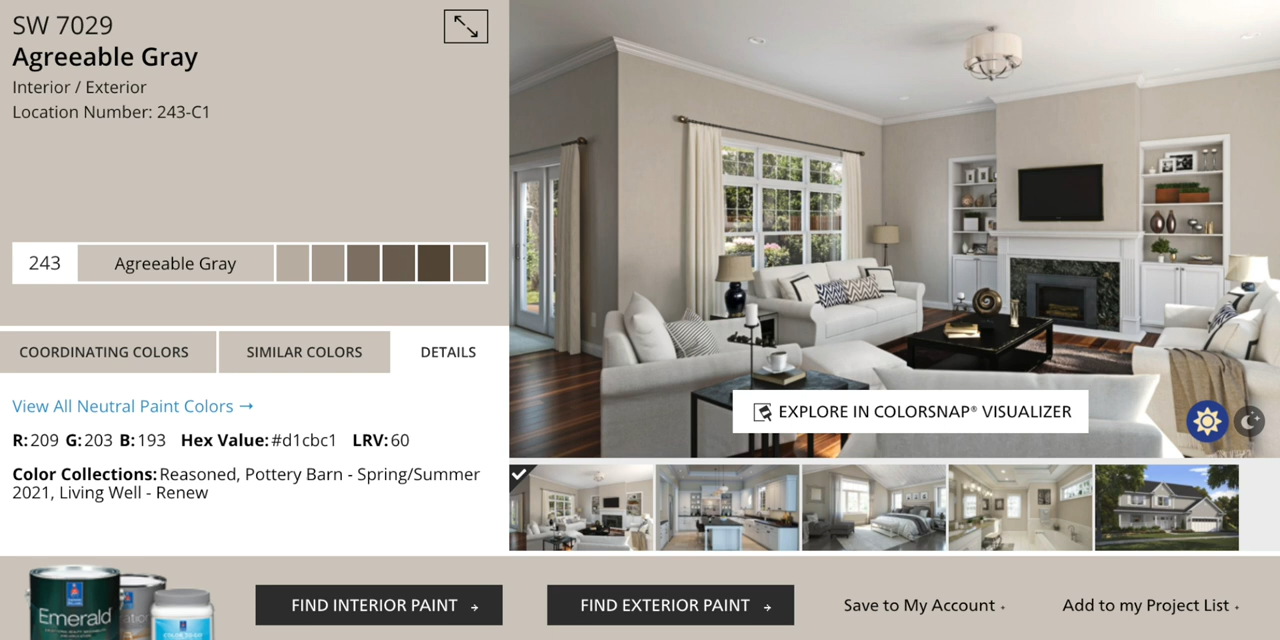 SW 7029
Agreeable Gray
Interior / Exterior
Location Number: 243-C1
243
Agreeable Gray
COORDINATING COLORS
SIMILAR COLORS
DETAILS
View All Neutral Paint Colors →
R: 209 G: 203 B: 193 Hex Value: #d1cbc1 LRV: 60
Color Collections: Reasoned, Pottery Barn - Spring/Summer
2021, Living Well - Renew
EXPLORE IN COLORSNAP® VISUALIZER
Emerald
FIND INTERIOR PAINT →
FIND EXTERIOR PAINT →
Save to My Account
Add to my Project List